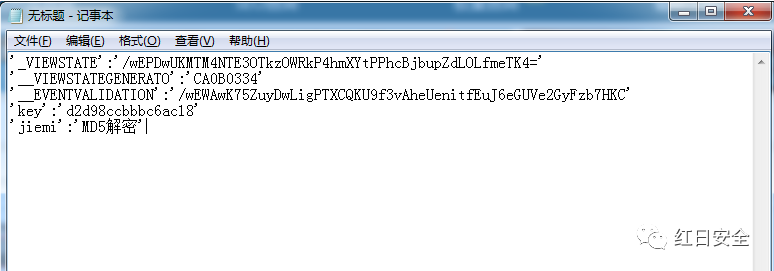 无标题 - 记事本
文件(F) 编辑(E) 格式(O) 查看(V) 帮助(H)
'_VIEWSTATE':'/wEPDwUKMTM4NTE3OTkzOWRkP4hmXYtPPhcBjbupZdLOLfmeTK4='
'__VIEWSTATEGENERATO':'CA0B0334'
'__EVENTVALIDATION':'/wEWAwK75ZuyDwLigPTXCQKU9f3vAheUenitfEuJ6eGUVe2GyFzb7HKC'
'key':'d2d98ccbbbc6ac18'
'jiemi':'MD5解密'
红日安全